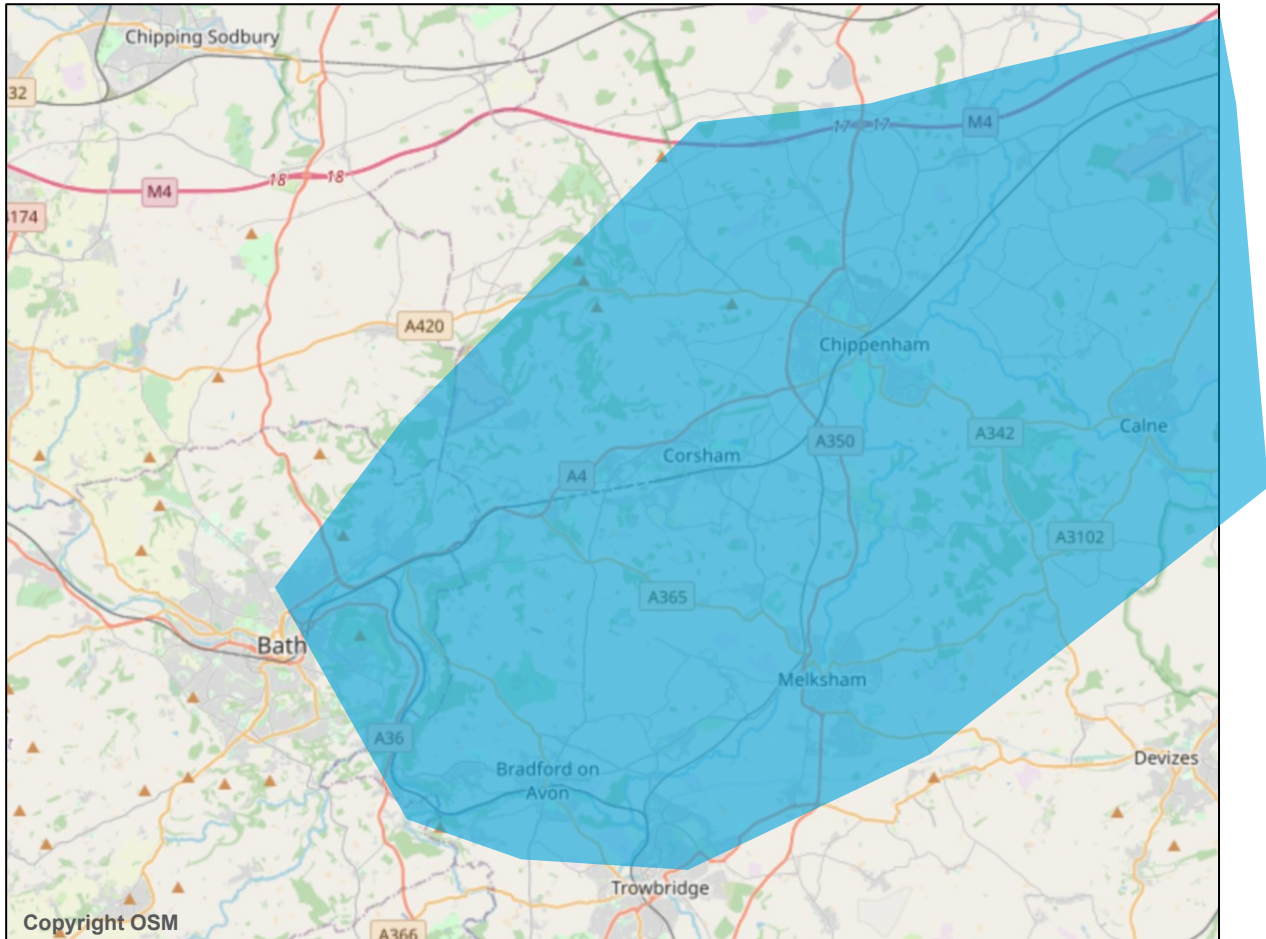 Chipping Sodbury
32
17
17
M4
18
18
M4
174
A420
Chippenham
A350
A342
Calne
Corsham
A4
A3102
A365
Bath
Melksham
A36
Bradford on
Avon
Devizes
Trowbridge
Copyright OSM
A366